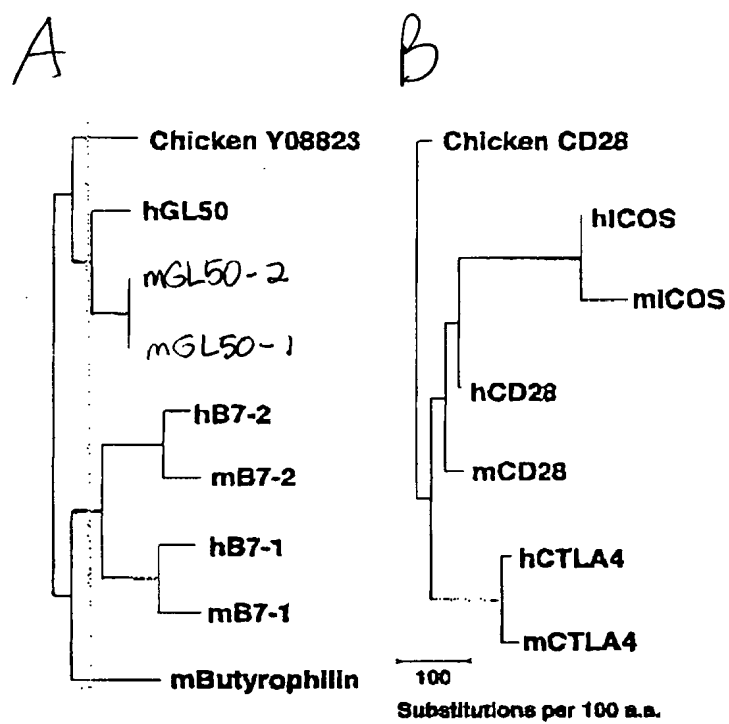 A
B
Chicken Y08823
hGL50
mGL50-2
mGL50-1
hB7-2
mB7-2
hB7-1
mB7-1
mButyrophilin
Chicken CD28
hICOS
mICOS
hCD28
mCD28
hCTLA4
mCTLA4
100
Substitutions per 100 a.a.